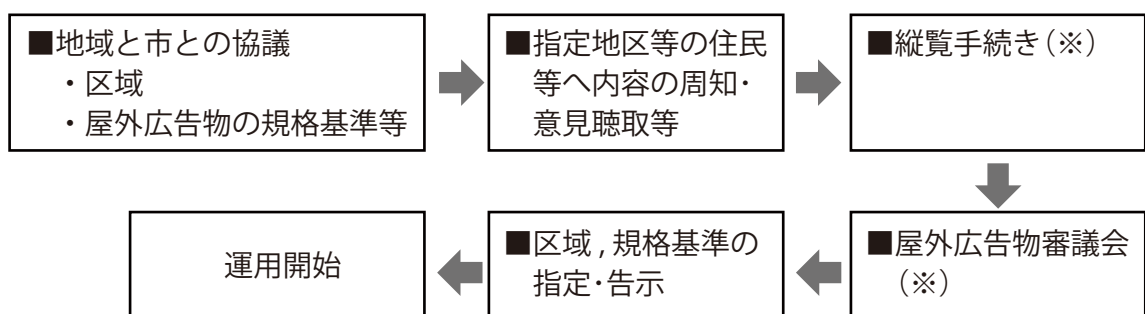 ■地域と市との協議
・区域
・屋外広告物の規格基準等
■指定地区等の住民
等へ内容の周知・
意見聴取等
■縦覧手続き(※)
■屋外広告物審議会
(※)
■区域,規格基準の
指定・告示
運用開始